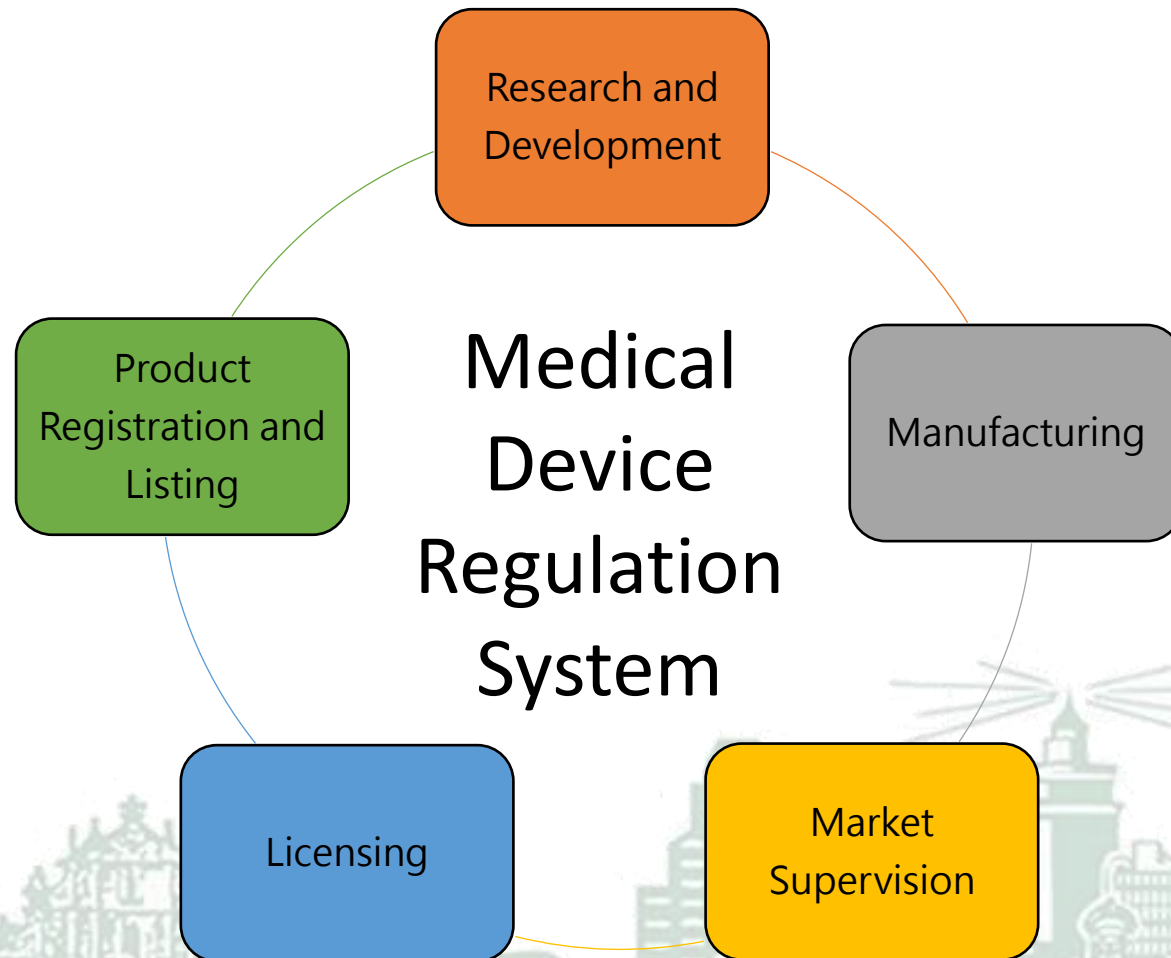 Research and
Development
Product
Registration and
Listing
Medical
Device
Regulation
System
Manufacturing
Licensing
Market
Supervision